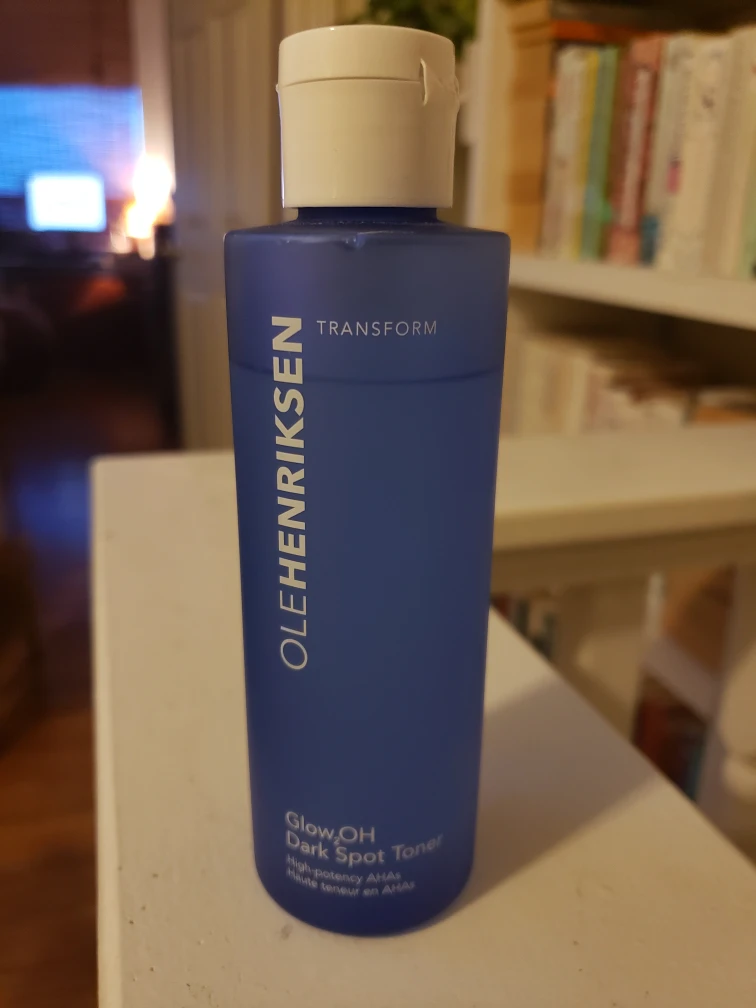 TRANSFORM
OLEHENRIKSEN
Glow₂OH
Dark Spot Toner
High-potency AHAs
Haute teneur en AHAs